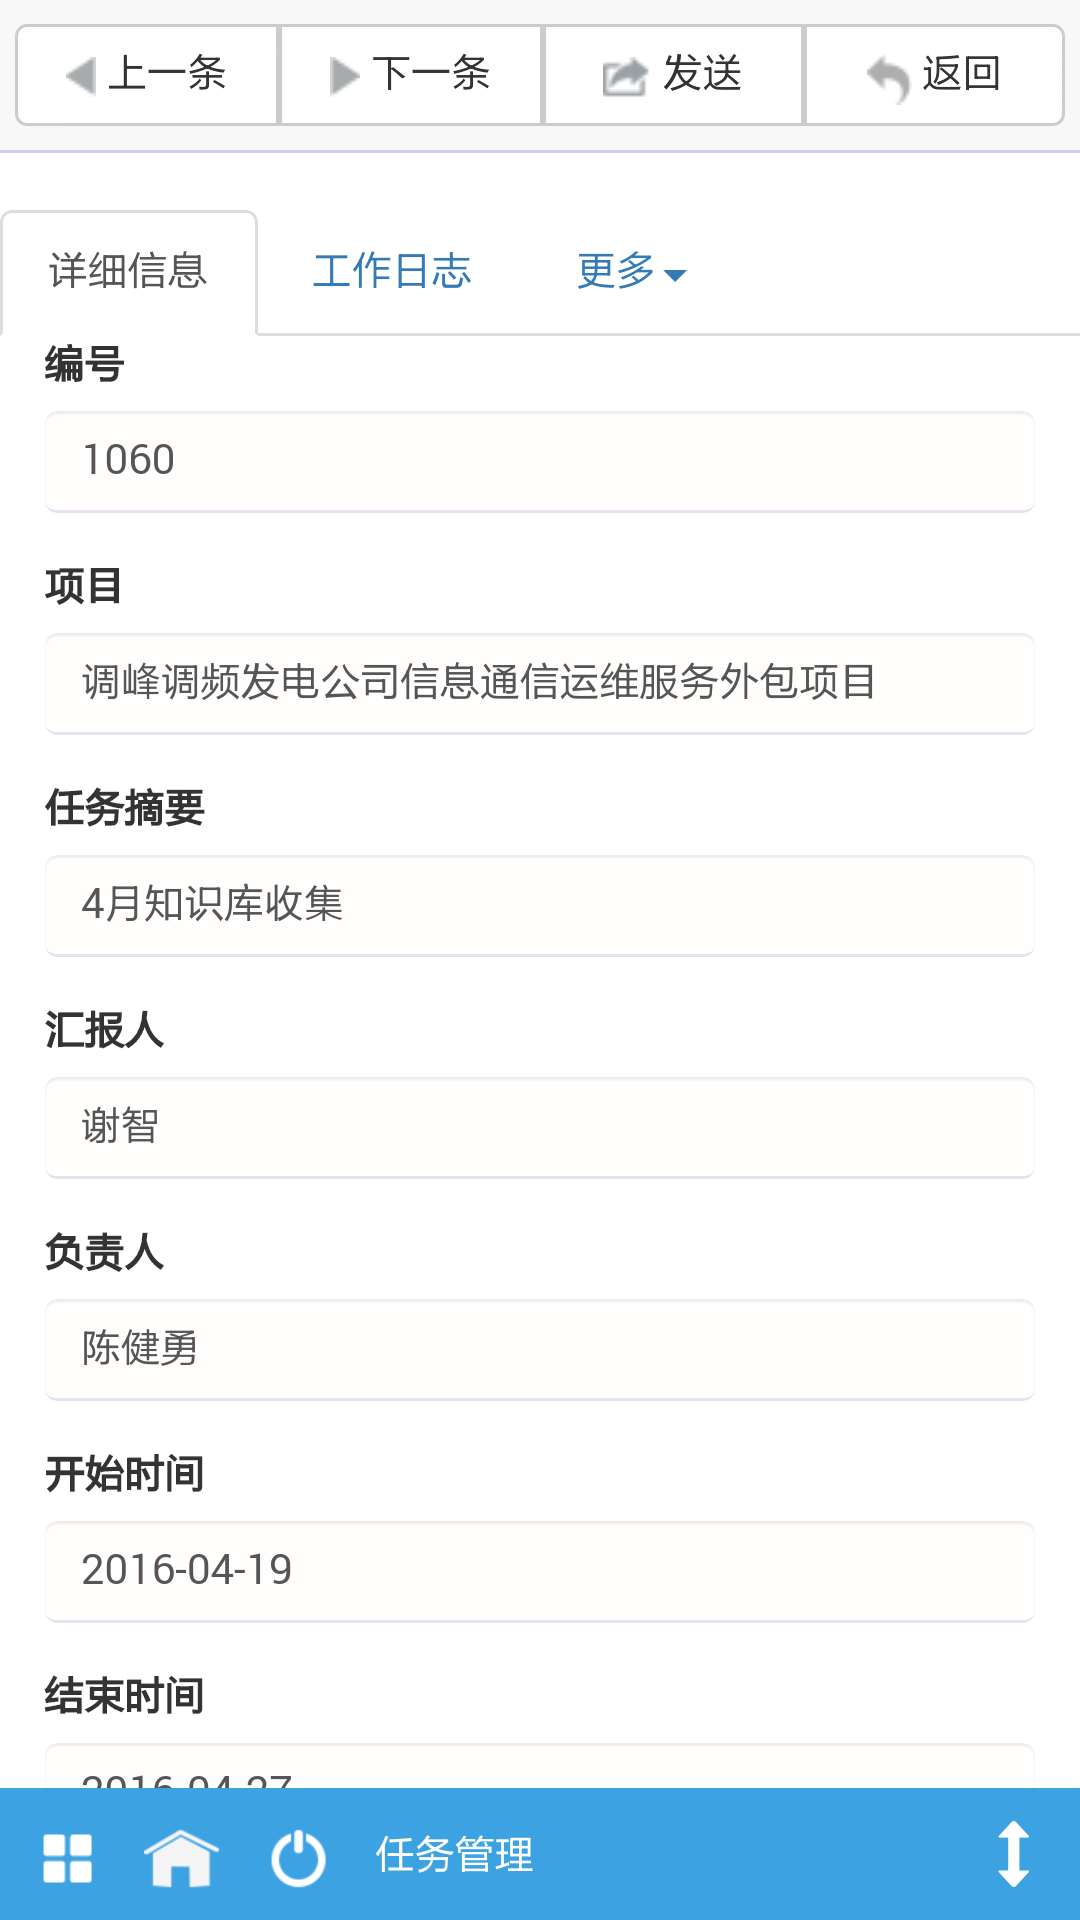 上一条 下一条 发送 返回
详细信息 工作日志 更多
编号
1060
项目
调峰调频发电公司信息通信运维服务外包项目
任务摘要
4月知识库收集
汇报人
谢智
负责人
陈健勇
开始时间
2016-04-19
结束时间
2016-04-27
任务管理